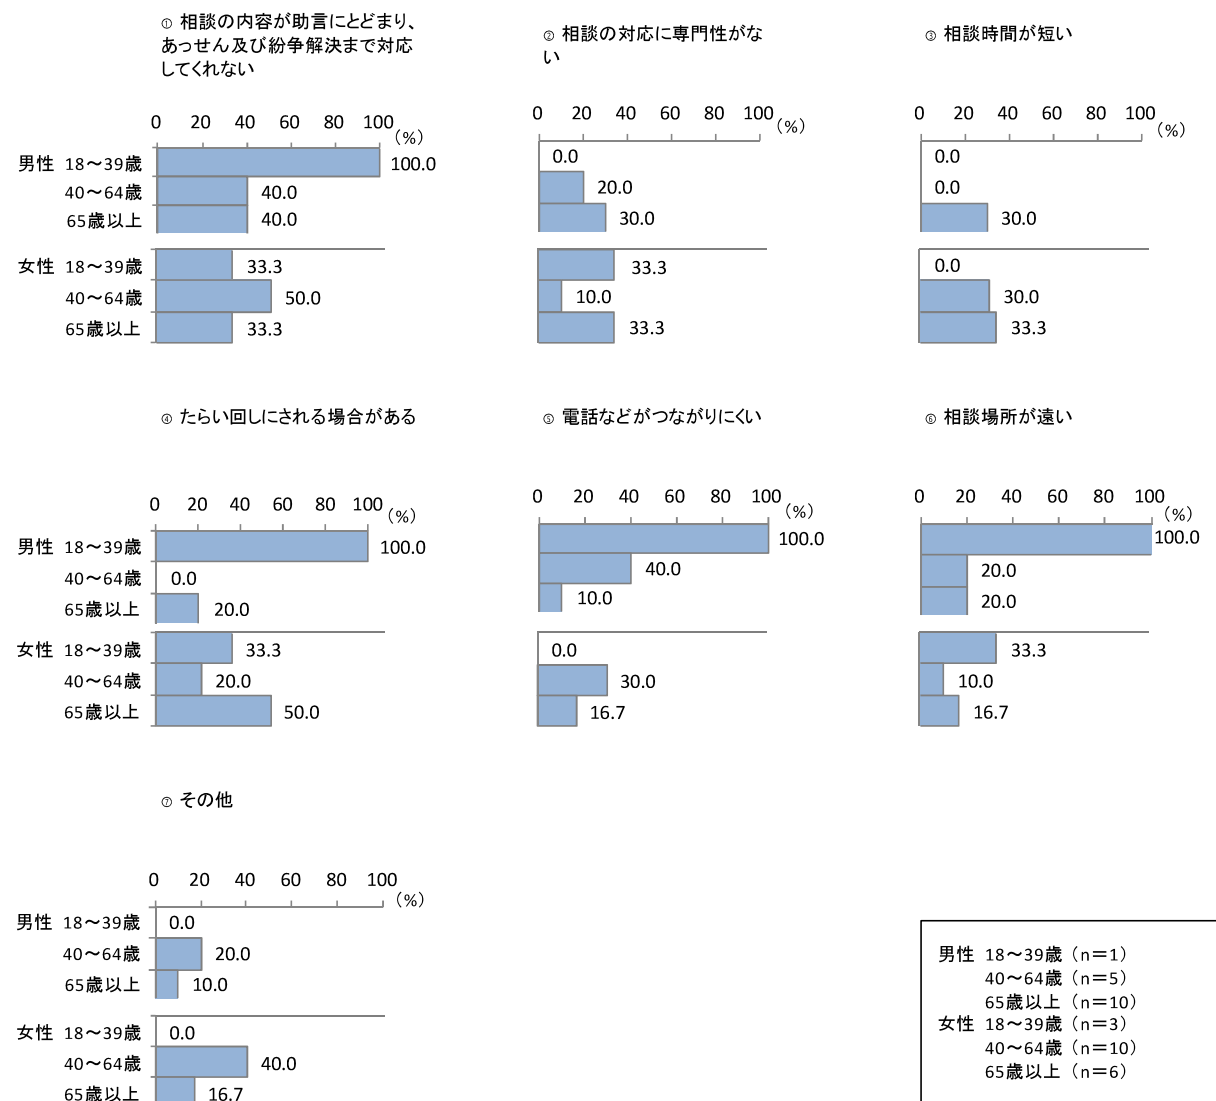 ① 相談の内容が助言にとどまり、
あっせん及び紛争解決まで対応
してくれない
0 20 40 60 80 100
(%)
男性 18～39歳 100.0
40～64歳 40.0
65歳以上 40.0
女性 18～39歳 33.3
40～64歳 50.0
65歳以上 33.3
② 相談の対応に専門性がな
い
0 20 40 60 80 100
(%)
0.0
20.0
30.0
33.3
10.0
33.3
③ 相談時間が短い
0 20 40 60 80 100
(%)
0.0
0.0
30.0
0.0
30.0
33.3
④ たらい回しにされる場合がある
0 20 40 60 80 100
(%)
男性 18～39歳 100.0
40～64歳 0.0
65歳以上 20.0
女性 18～39歳 33.3
40～64歳 20.0
65歳以上 50.0
⑤ 電話などがつながりにくい
0 20 40 60 80 100
(%)
100.0
40.0
10.0
0.0
30.0
16.7
⑥ 相談場所が遠い
0 20 40 60 80 100
(%)
100.0
20.0
20.0
33.3
10.0
16.7
⑦ その他
0 20 40 60 80 100
(%)
男性 18～39歳 0.0
40～64歳 20.0
65歳以上 10.0
女性 18～39歳 0.0
40～64歳 40.0
65歳以上 16.7
男性 18～39歳（n＝1）
40～64歳（n＝5）
65歳以上（n＝10）
女性 18～39歳（n＝3）
40～64歳（n＝10）
65歳以上（n＝6）